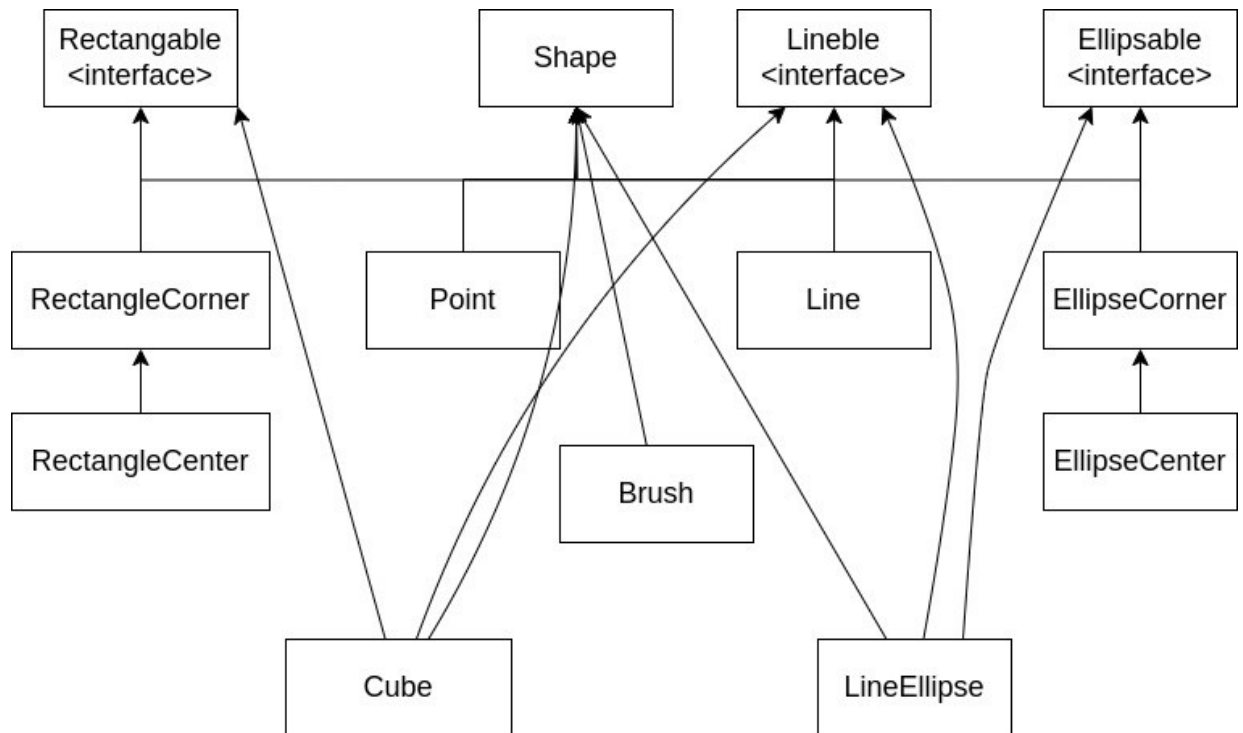 Rectangable
<interface>
Shape
Lineble
<interface>
Ellipsable
<interface>
RectangleCorner
Point
Line
EllipseCorner
RectangleCenter
Brush
EllipseCenter
Cube
LineEllipse